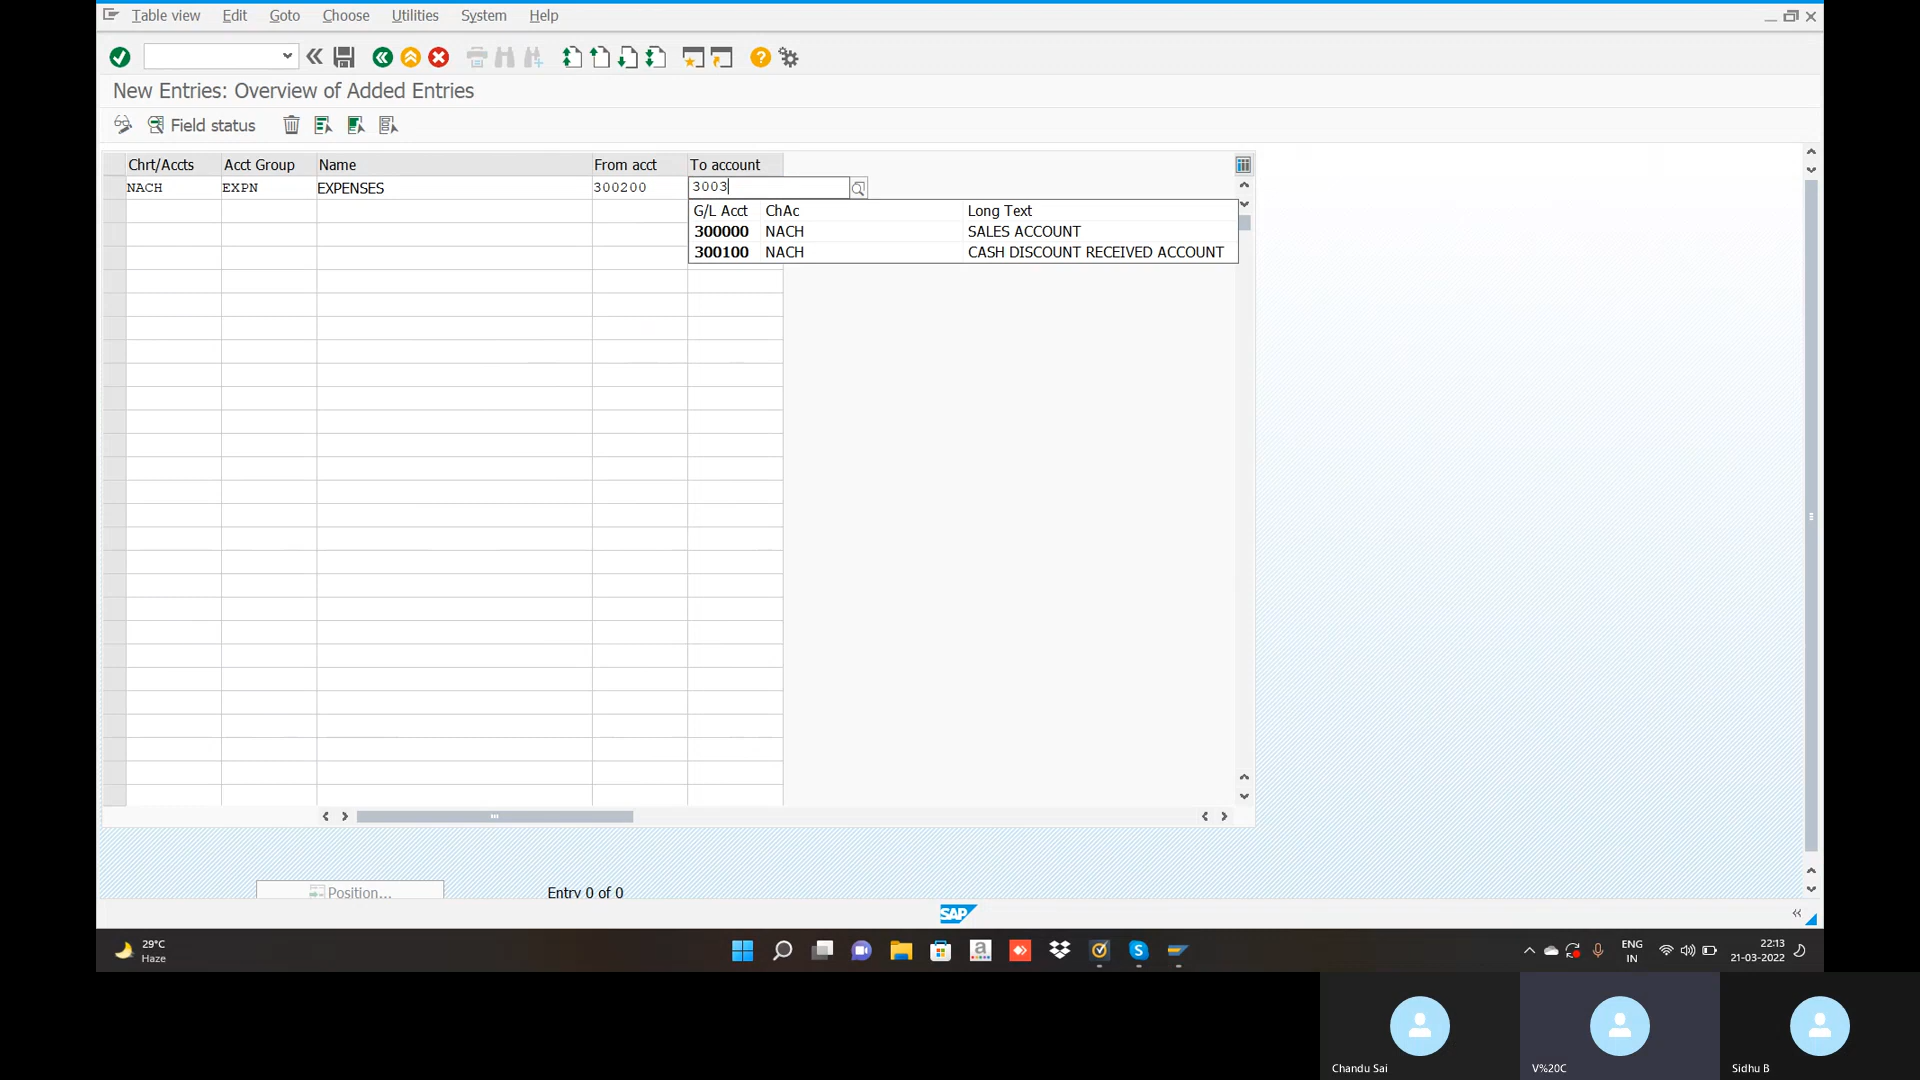 Table view Edit Goto Choose Utilities System Help
New Entries: Overview of Added Entries
Field status
Chrt/Accts Acct Group Name From acct To account
NACH EXPN EXPENSES 300200 3003
G/L Acct ChAc Long Text
300000 NACH SALES ACCOUNT
300100 NACH CASH DISCOUNT RECEIVED ACCOUNT
Position... Entry 0 of 0
SAP
29°C
Haze
ENG
IN
22:13
21-03-2022
Chandu Sai V%20C Sidhu B